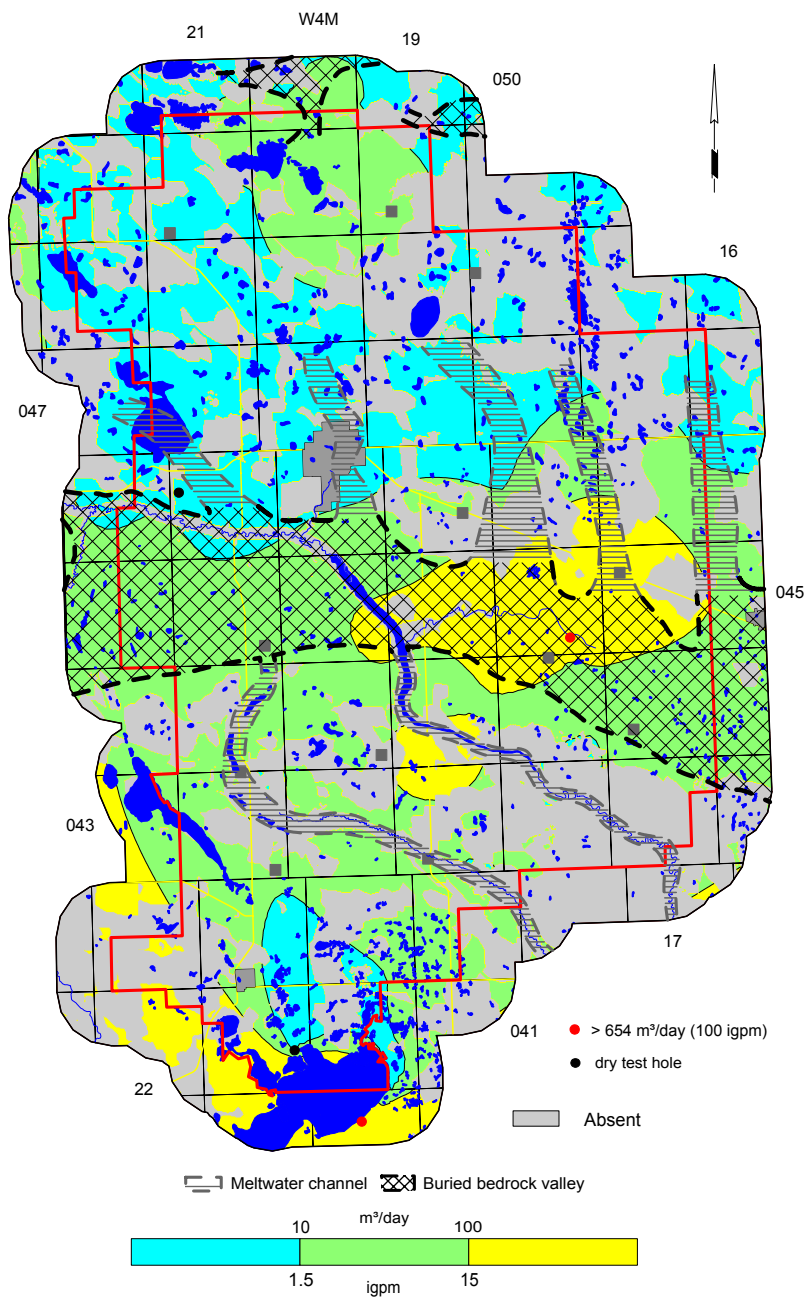 W4M
21
19
050
16
047
045
043
17
041
22
> 654 m³/day (100 igpm)
dry test hole
Absent
Meltwater channel
Buried bedrock valley
m³/day
10
100
1.5
igpm
15